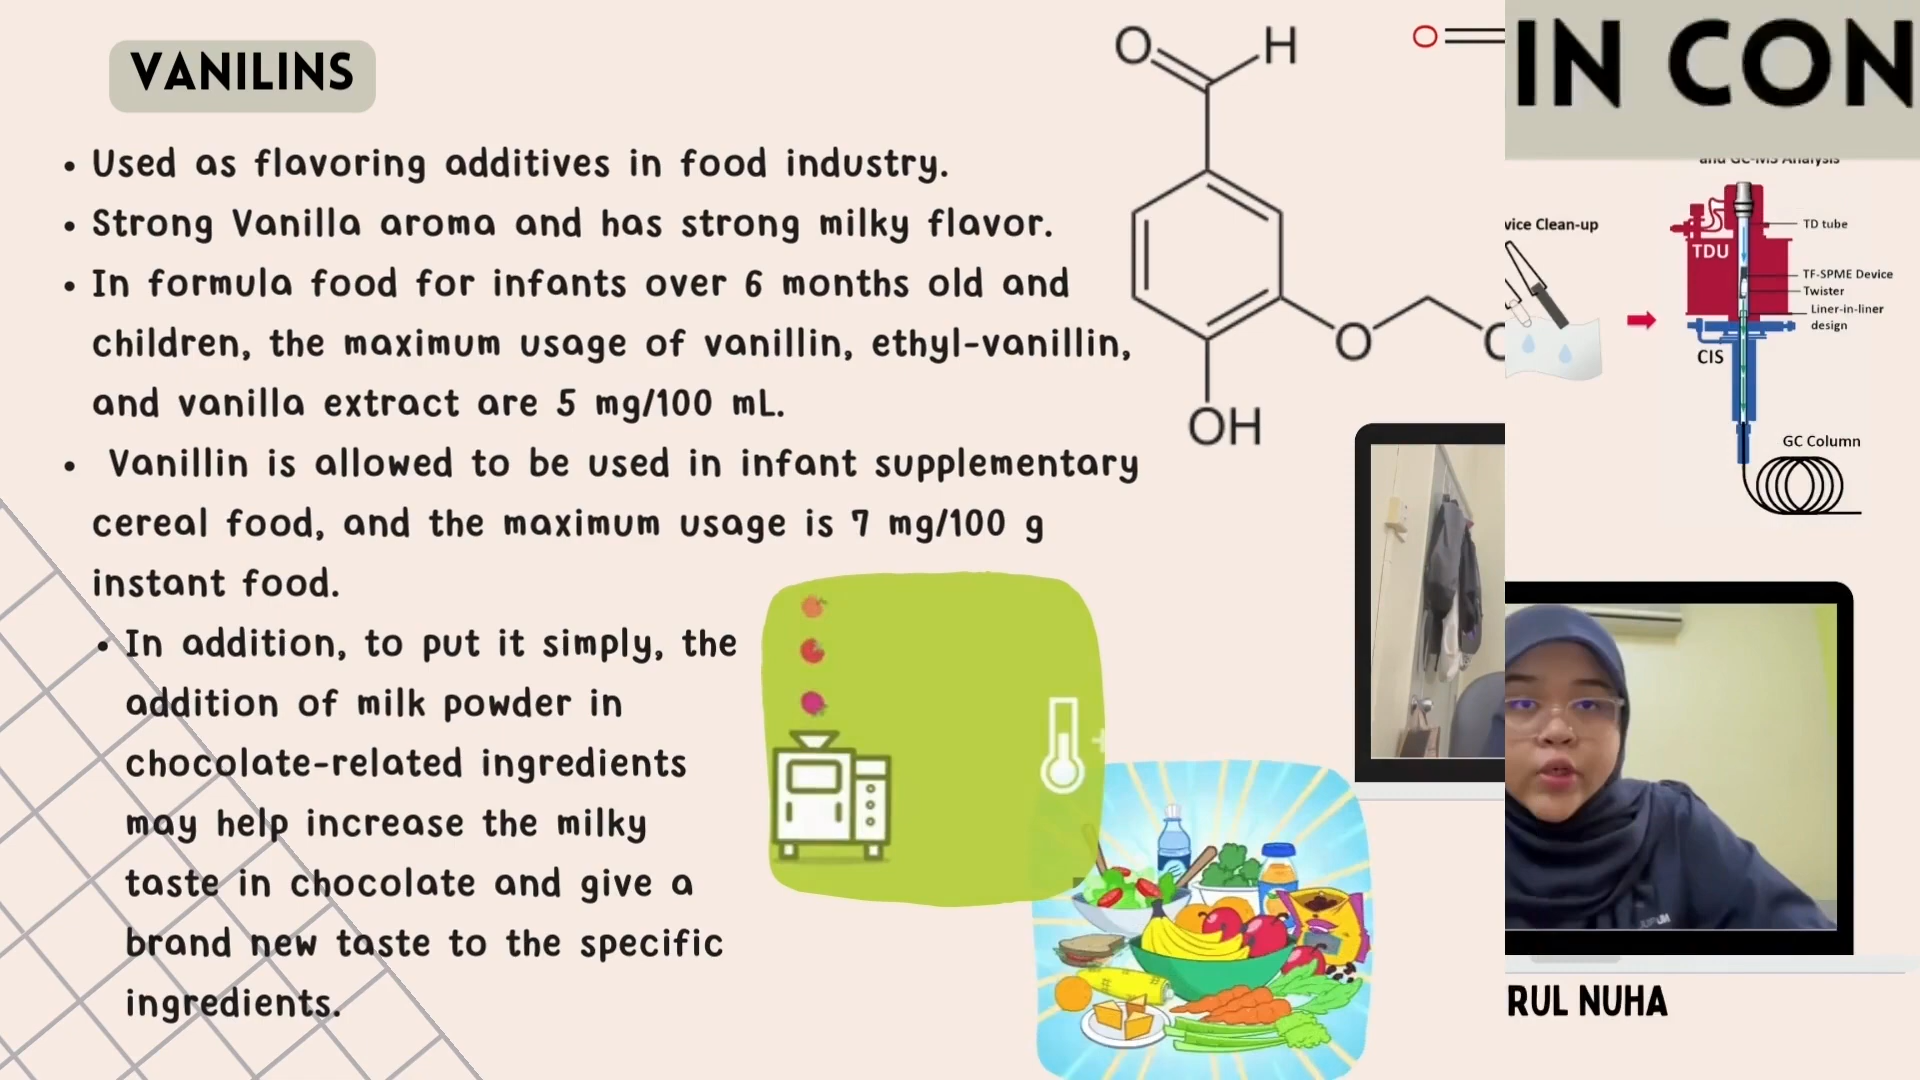 VANILINS
• Used as flavoring additives in food industry.
• Strong Vanilla aroma and has strong milky flavor.
• In formula food for infants over 6 months old and
children, the maximum usage of vanillin, ethyl-vanillin,
and vanilla extract are 5 mg/100 mL.
• Vanillin is allowed to be used in infant supplementary
cereal food, and the maximum usage is 7 mg/100 g
instant food.
• In addition, to put it simply, the
addition of milk powder in
chocolate-related ingredients
may help increase the milky
taste in chocolate and give a
brand new taste to the specific
ingredients.
O
H
O
OH
O
IN CON
and GC-MS Analysis
vice Clean-up
TDU
TD tube
TF-SPME Device
Twister
Liner-in-liner
design
CIS
GC Column
RUL NUHA